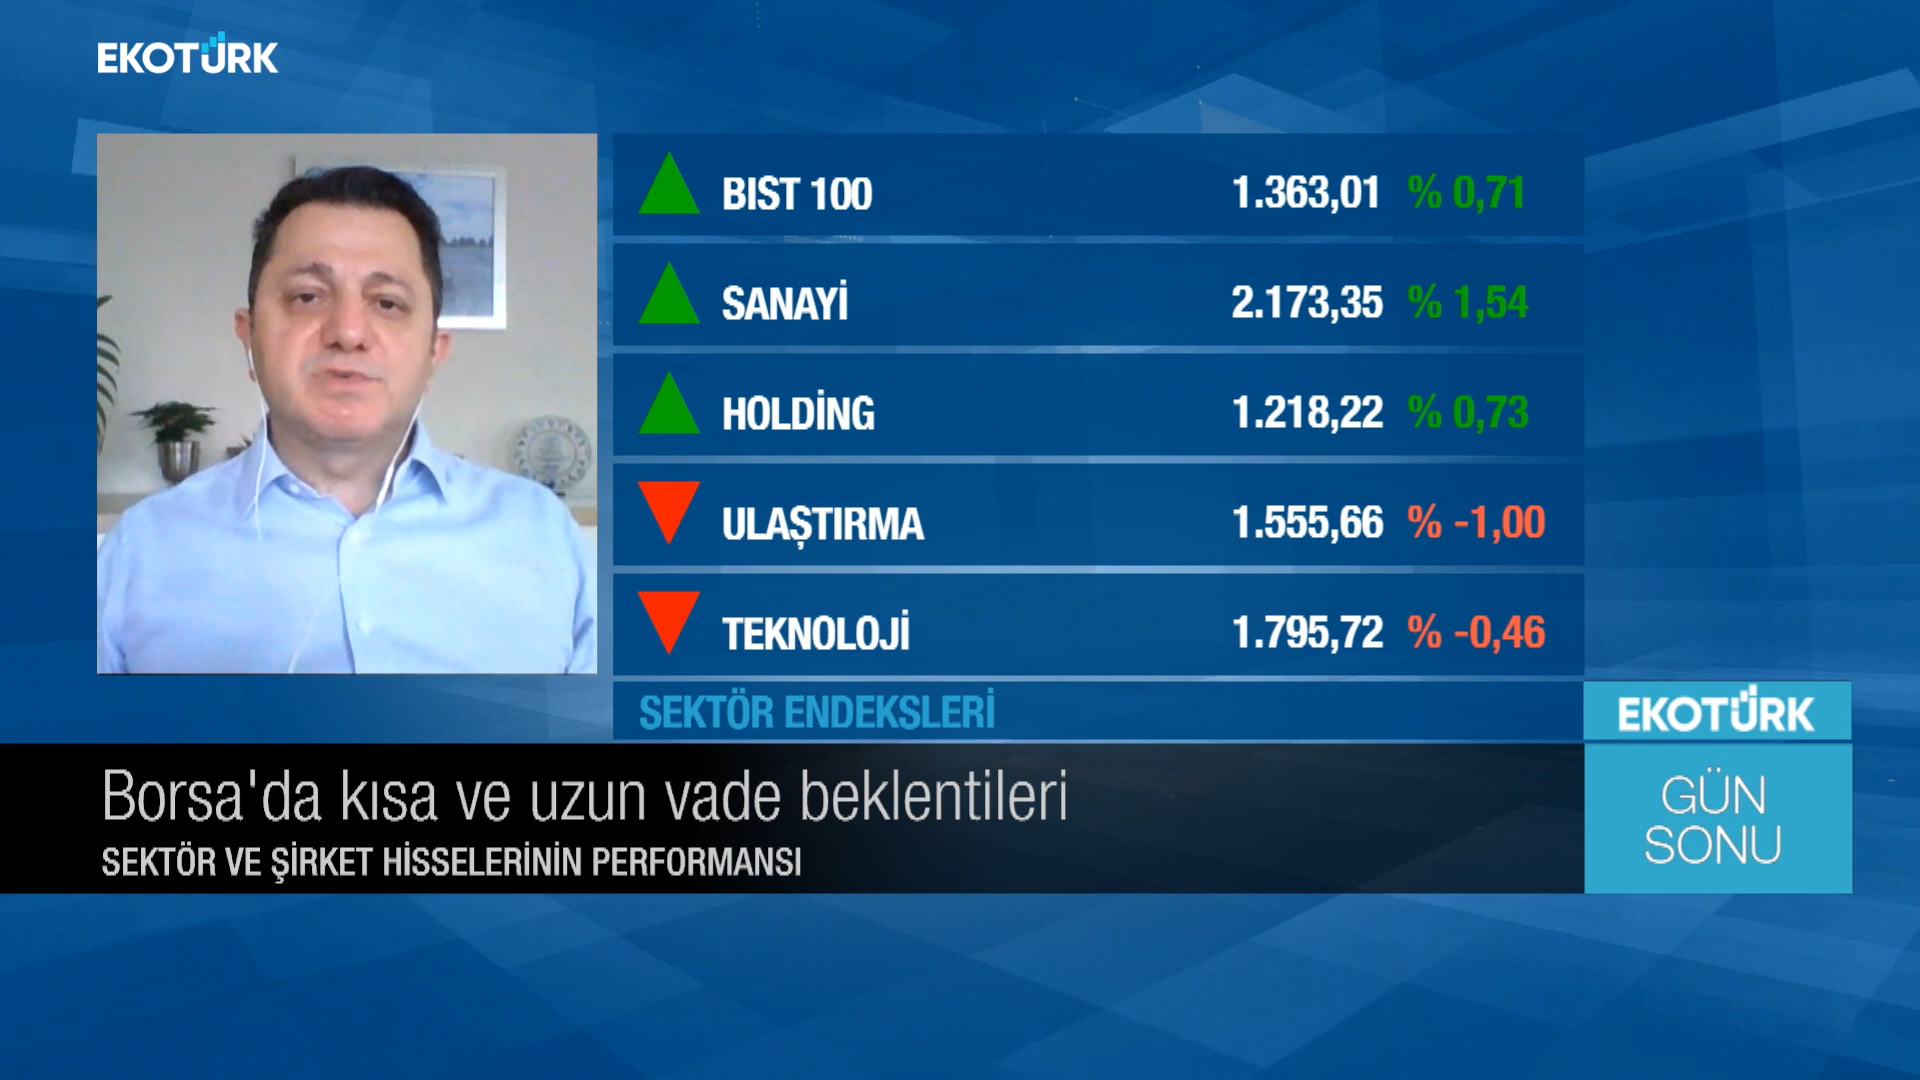 EKOTÜRK
BIST 100 1.363,01 % 0,71
SANAYİ 2.173,35 % 1,54
HOLDİNG 1.218,22 % 0,73
ULAŞTIRMA 1.555,66 % -1,00
TEKNOLOJİ 1.795,72 % -0,46
SEKTÖR ENDEKSLERİ
EKOTÜRK
Borsa'da kısa ve uzun vade beklentileri
SEKTÖR VE ŞİRKET HİSSELERİNİN PERFORMANSI
GÜN
SONU